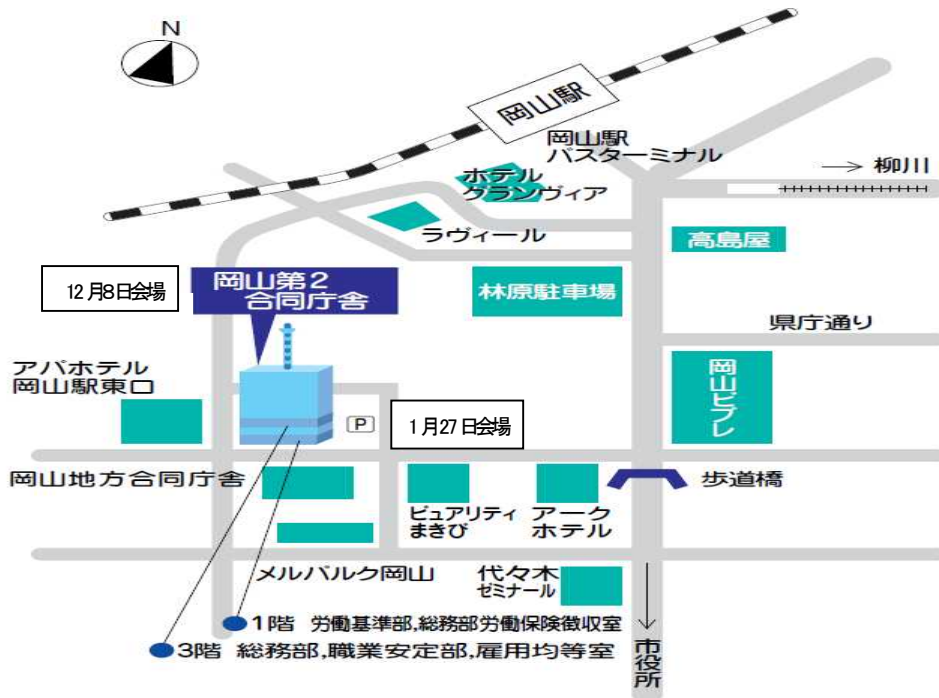 N
岡山駅
岡山駅
バスターミナル
→ 柳川
ホテル
グランヴィア
ラヴィール
高島屋
12月8日会場
岡山第2
合同庁舎
林原駐車場
県庁通り
アパホテル
岡山駅東口
岡山ビブレ
P
1月27日会場
岡山地方合同庁舎
歩道橋
ピュアリティ
まきび
アーク
ホテル
メルパルク岡山
代々木
ゼミナール
1階 労働基準部,総務部労働保険徴収室
3階 総務部,職業安定部,雇用均等室
市役所